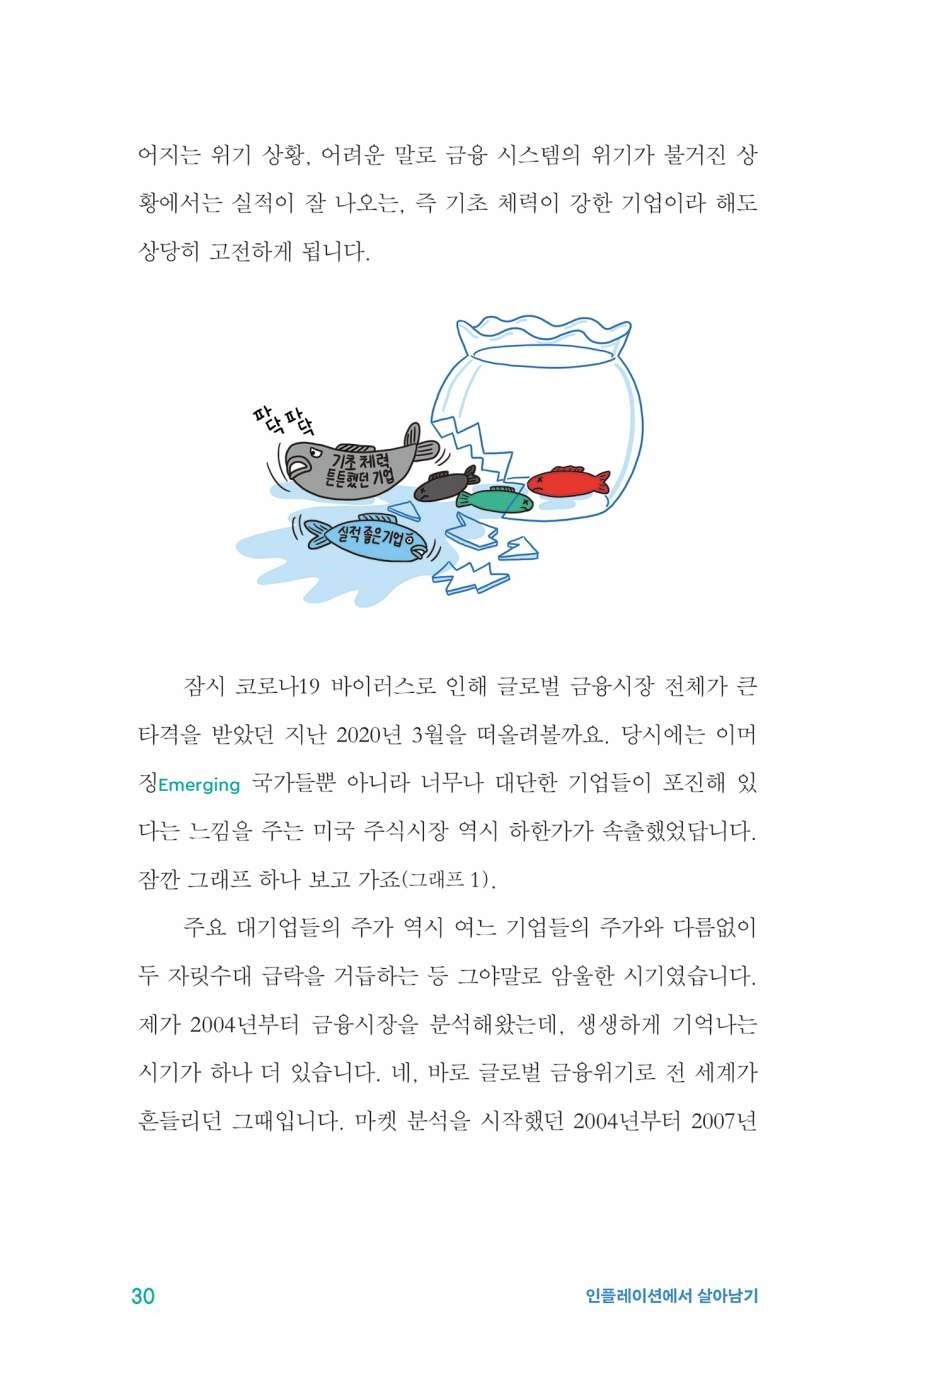 어지는 위기 상황, 어려운 말로 금융 시스템의 위기가 불거진 상
황에서는 실적이 잘 나오는, 즉 기초 체력이 강한 기업이라 해도
상당히 고전하게 됩니다.
파닥 파닥
기초 체력
튼튼했던 기업
실적 좋은 기업
잠시 코로나19 바이러스로 인해 글로벌 금융시장 전체가 큰
타격을 받았던 지난 2020년 3월을 떠올려볼까요. 당시에는 이머
징Emerging 국가들뿐 아니라 너무나 대단한 기업들이 포진해 있
다는 느낌을 주는 미국 주식시장 역시 하한가가 속출했었답니다.
잠깐 그래프 하나 보고 가죠(그래프 1).
주요 대기업들의 주가 역시 여느 기업들의 주가와 다름없이
두 자릿수대 급락을 거듭하는 등 그야말로 암울한 시기였습니다.
제가 2004년부터 금융시장을 분석해왔는데, 생생하게 기억나는
시기가 하나 더 있습니다. 네, 바로 글로벌 금융위기로 전 세계가
흔들리던 그때입니다. 마켓 분석을 시작했던 2004년부터 2007년
30
인플레이션에서 살아남기